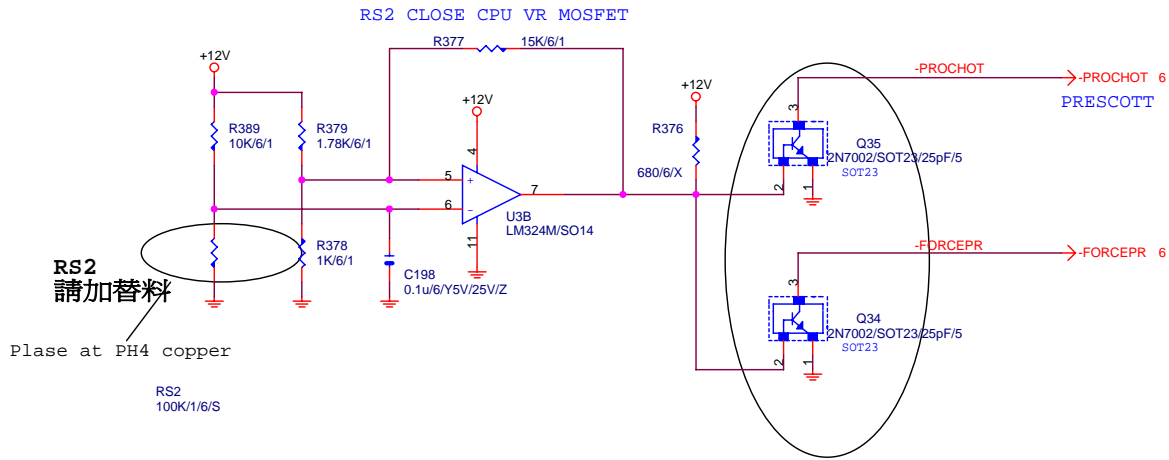 RS2 CLOSE CPU VR MOSFET
R377
15K/6/1
+12V
+12V
+12V
-PROCHOT
-PROCHOT 6
PRESCOTT
R389
10K/6/1
R379
1.78K/6/1
R376
680/6/X
4
5
+
6
-
7
11
U3B
LM324M/SO14
3
2
1
Q35
2N7002/SOT23/25pF/5
SOT23
RS2
請加替料
R378
1K/6/1
C198
0.1u/6/Y5V/25V/Z
-FORCEPR
-FORCEPR 6
3
2
1
Q34
2N7002/SOT23/25pF/5
SOT23
Plase at PH4 copper
RS2
100K/1/6/S